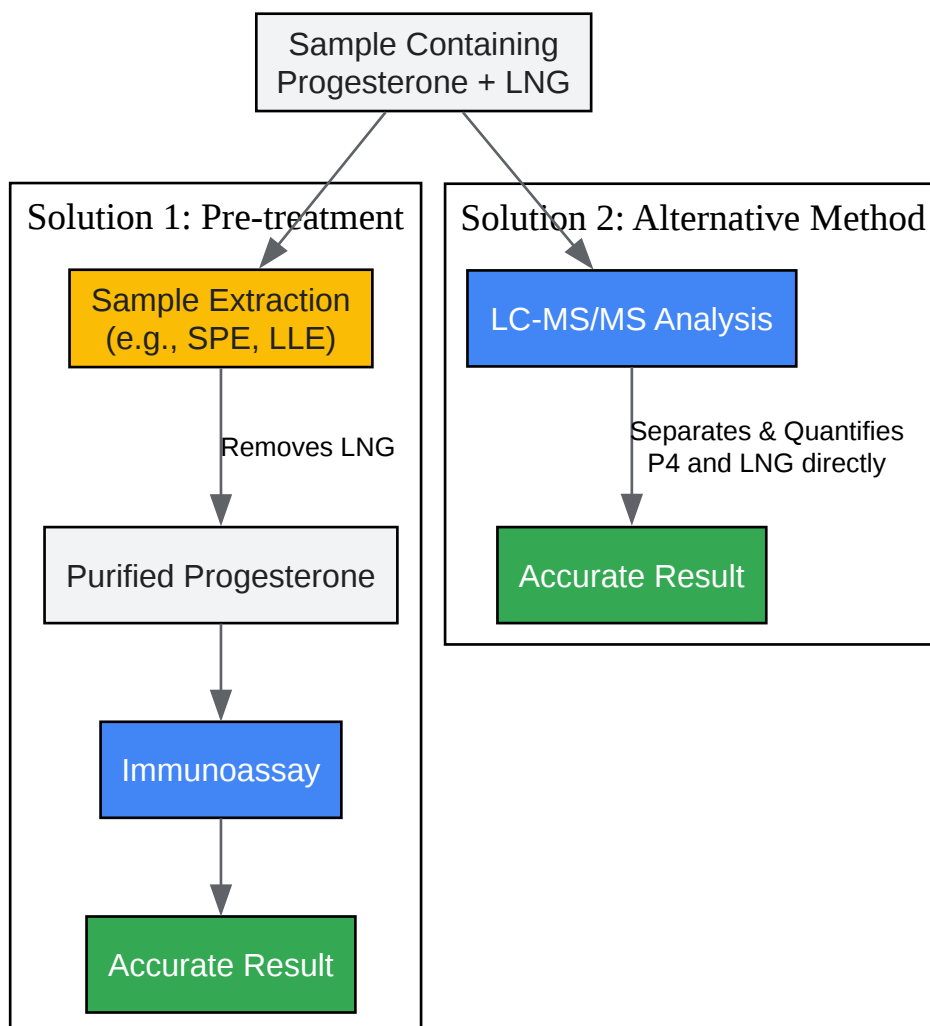 Sample Containing
Progesterone + LNG
Solution 1: Pre-treatment
Sample Extraction
(e.g., SPE, LLE)
Removes LNG
Purified Progesterone
Immunoassay
Accurate Result
Solution 2: Alternative Method
LC-MS/MS Analysis
Separates & Quantifies
P4 and LNG directly
Accurate Result